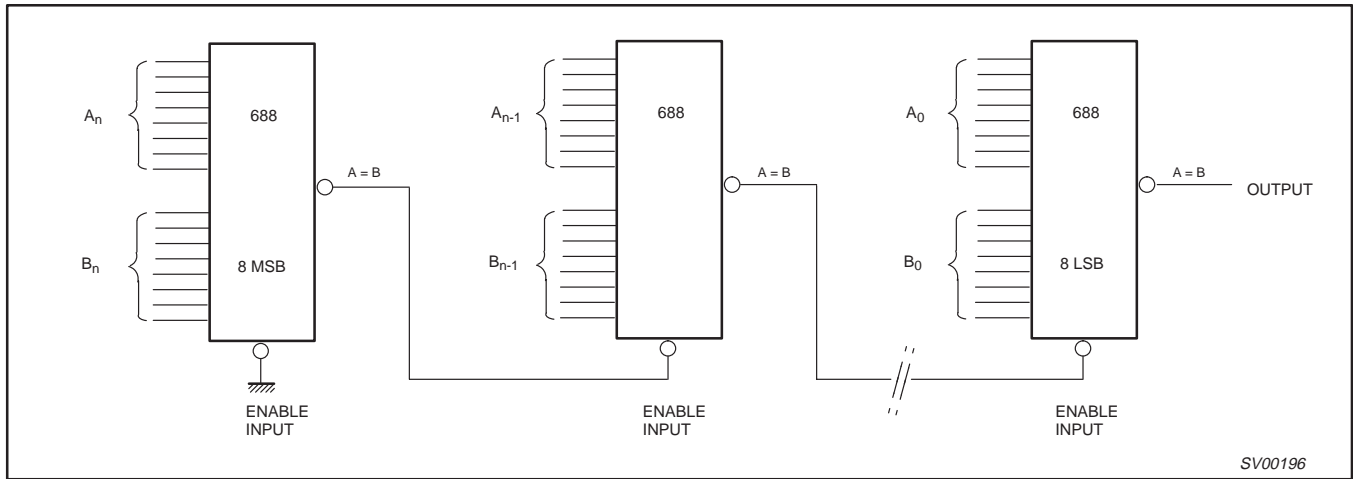 An
688
A = B
Bn
8 MSB
ENABLE
INPUT
An-1
688
A = B
Bn-1
ENABLE
INPUT
A0
688
A = B
OUTPUT
B0
8 LSB
ENABLE
INPUT
SV00196